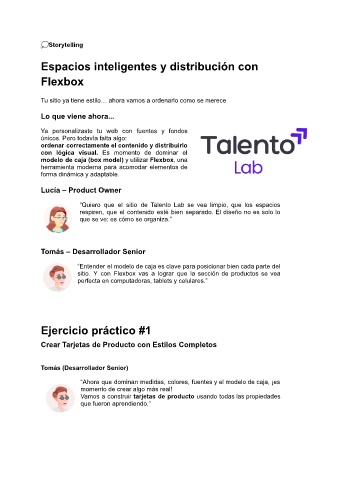 💭Storytelling
Espacios inteligentes y distribución con
Flexbox
Tu sitio ya tiene estilo… ahora vamos a ordenarlo como se merece
Lo que viene ahora...
Ya personalizaste tu web con fuentes y fondos
únicos. Pero todavía falta algo:
ordenar correctamente el contenido y distribuirlo
con lógica visual. Es momento de dominar el
modelo de caja (box model) y utilizar Flexbox, una
herramienta moderna para acomodar elementos de
forma dinámica y adaptable.
Talento
Lab
Lucía – Product Owner
“Quiero que el sitio de Talento Lab se vea limpio, que los espacios
respiren, que el contenido esté bien separado. El diseño no es solo lo
que se ve: es cómo se organiza.”
Tomás – Desarrollador Senior
“Entender el modelo de caja es clave para posicionar bien cada parte del
sitio. Y con Flexbox vas a lograr que la sección de productos se vea
perfecta en computadoras, tablets y celulares.”
Ejercicio práctico #1
Crear Tarjetas de Producto con Estilos Completos
Tomás (Desarrollador Senior)
“Ahora que dominan medidas, colores, fuentes y el modelo de caja, ¡es
momento de crear algo más real!
Vamos a construir tarjetas de producto usando todas las propiedades
que fueron aprendiendo.”